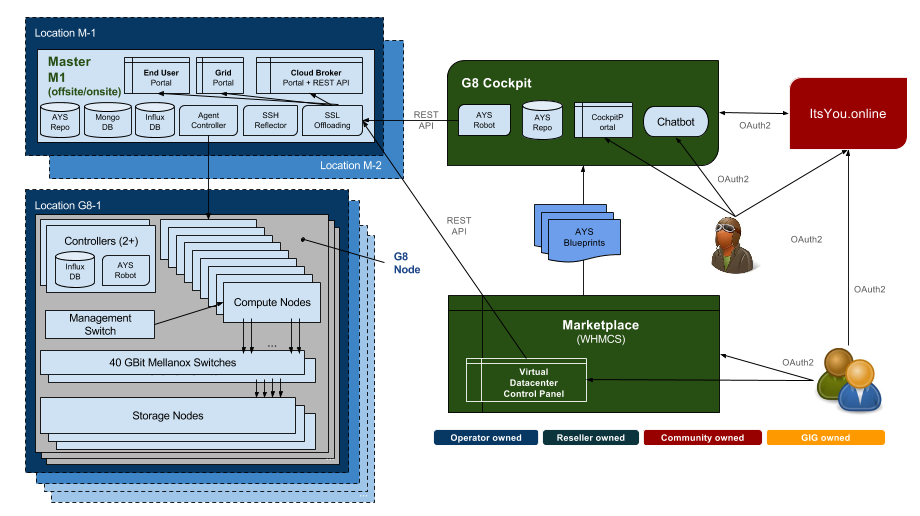 Location M-1
Master
M1
(offsite/onsite)
End User
Portal
Grid
Portal
Cloud Broker
Portal + REST API
AYS
Repo
Mongo
DB
Influx
DB
Agent
Controller
SSH
Reflector
SSL
Offloading
Location M-2
REST
API
G8 Cockpit
AYS
Robot
AYS
Repo
CockpitP
ortal
Chatbot
OAuth2
ItsYou.online
OAuth2
Location G8-1
Controllers (2+)
Influx
DB
AYS
Robot
G8
Node
Compute Nodes
Management
Switch
...
40 GBit Mellanox Switches
Storage Nodes
REST
API
AYS
Blueprints
OAuth2
OAuth2
Marketplace
(WHMCS)
Virtual
Datacenter
Control Panel
OAuth2
Operator owned
Reseller owned
Community owned
GIG owned